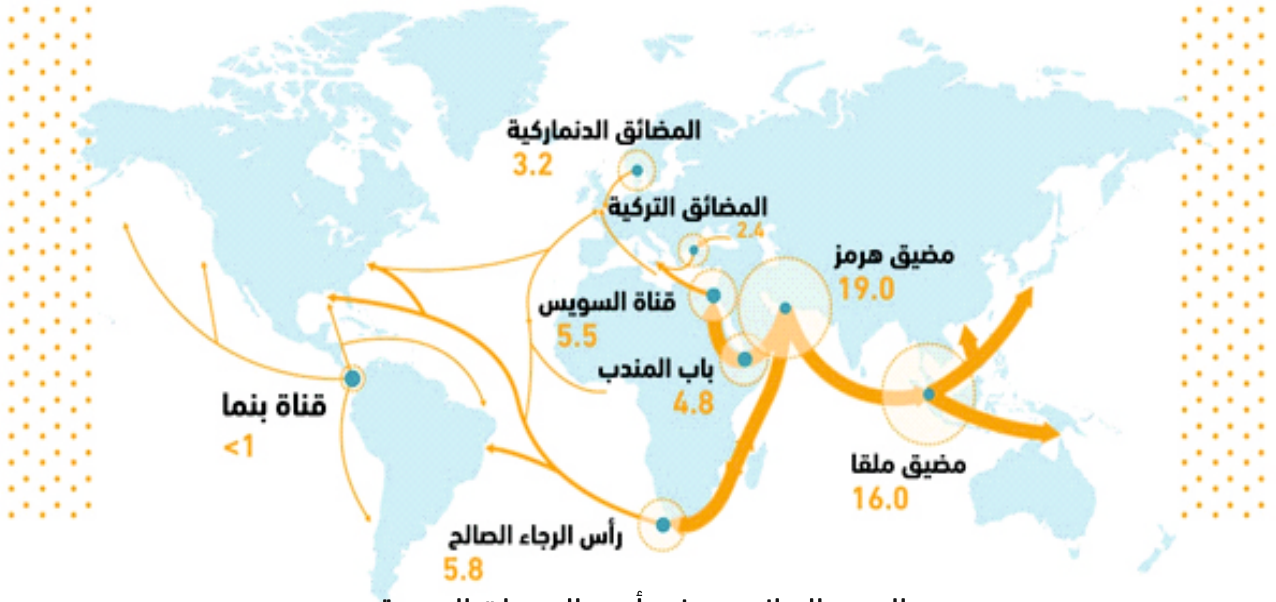 المضائق الدنماركية
3.2
المضائق التركية
2.4
مضيق هرمز
19.0
قناة السويس
5.5
باب المندب
4.8
قناة بنما
<1
مضيق ملقا
16.0
رأس الرجاء الصالح
5.8